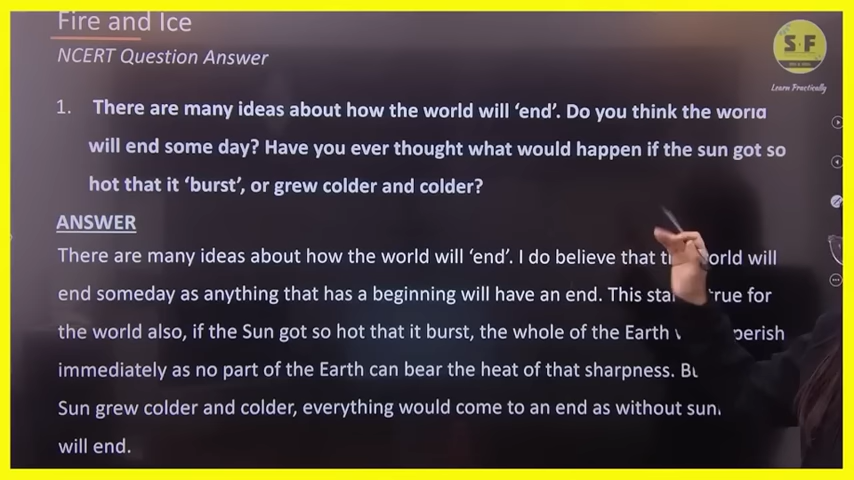 Fire and Ice
NCERT Question Answer
S F
Learn Practically
1. There are many ideas about how the world will ‘end’. Do you think the world
will end some day? Have you ever thought what would happen if the sun got so
hot that it ‘burst’, or grew colder and colder?
ANSWER
There are many ideas about how the world will ‘end’. I do believe that world will
end someday as anything that has a beginning will have an end. This true for
the world also, if the Sun got so hot that it burst, the whole of the Earth perish
immediately as no part of the Earth can bear the heat of that sharpness.
Sun grew colder and colder, everything would come to an end as without
will end.